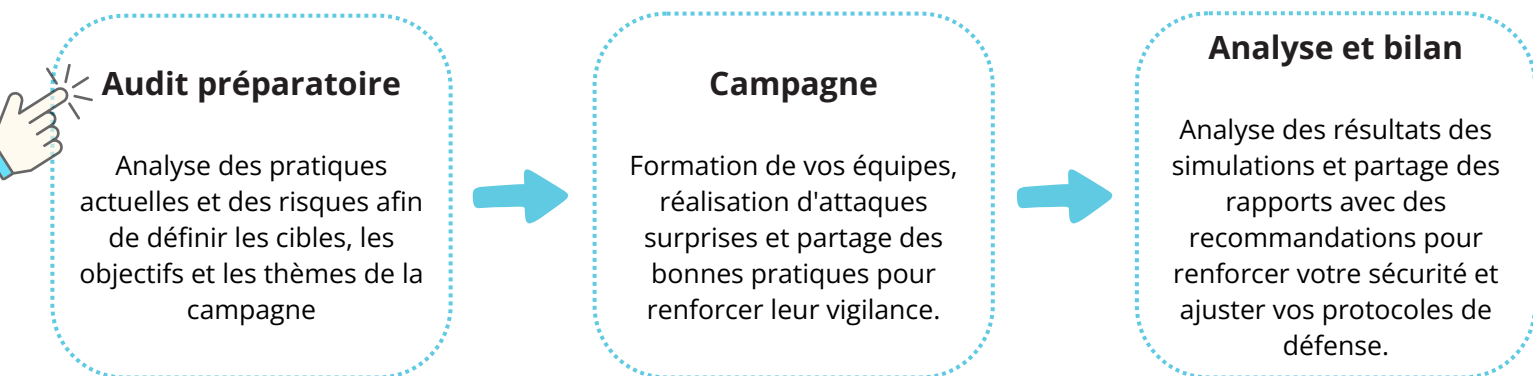 Audit préparatoire
Analyse des pratiques
actuelles et des risques afin
de définir les cibles, les
objectifs et les thèmes de la
campagne
Campagne
Formation de vos équipes,
réalisation d'attaques
surprises et partage des
bonnes pratiques pour
renforcer leur vigilance.
Analyse et bilan
Analyse des résultats des
simulations et partage des
rapports avec des
recommandations pour
renforcer votre sécurité et
ajuster vos protocoles de
défense.